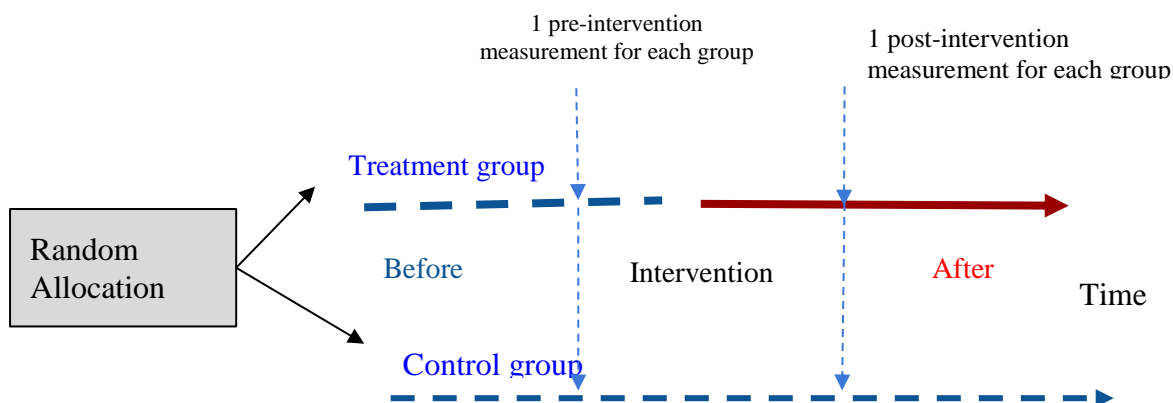 1 pre-intervention
measurement for each group
1 post-intervention
measurement for each group
Treatment group
Random
Allocation
Before
Intervention
After
Time
Control group